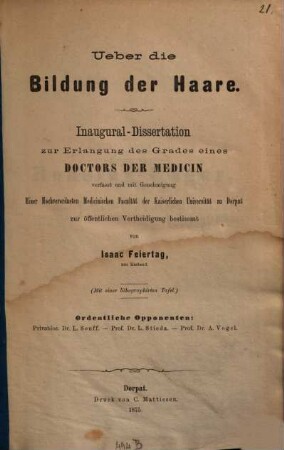 21.
Ueber die
Bildung der Haare.
Inaugural-Dissertation
zur Erlangung des Grades eines
DOCTORS DER MEDICIN
verfasst und mit Genehmigung
Einer Hochverordneten Medicinischen Facultät der Kaiserlichen Universität zu Dorpat
zur öffentlichen Vertheidigung bestimmt
von
Isaac Feiertag,
aus Kurland.
(Mit einer lithographirten Tafel.)
Ordentliche Opponenten:
Privatdoc. Dr. L. Senff. — Prof. Dr. L. Stieda. — Prof. Dr. A. Vogel.
Dorpat.
Druck von C. Mattiesen.
1875.